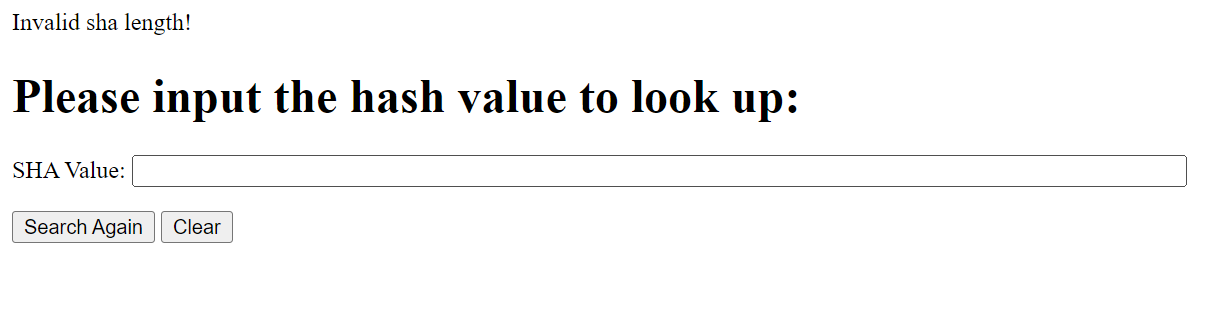 Invalid sha length!
Please input the hash value to look up:
SHA Value:
Search Again Clear